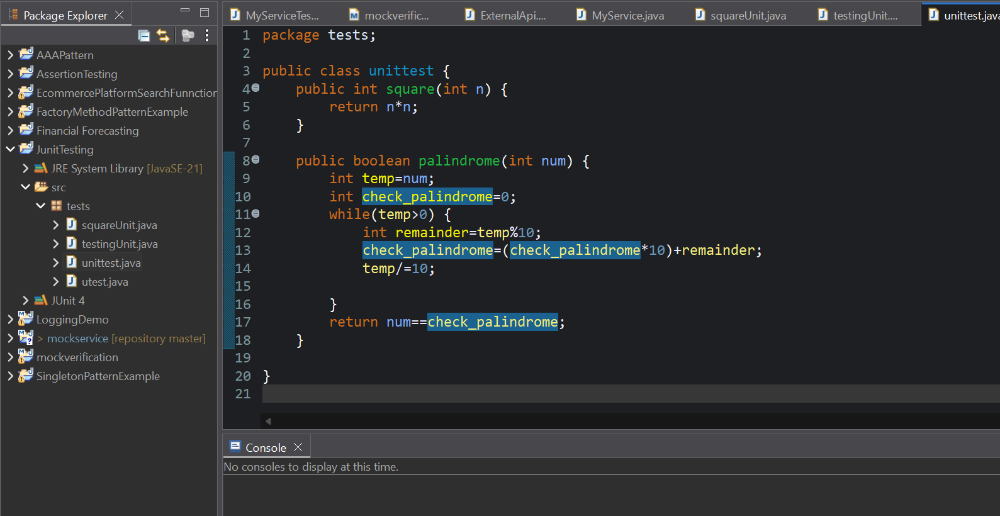 Package Explorer
AAAPattern
AssertionTesting
EcommercePlatformSearchFunnction
FactoryMethodPatternExample
Financial Forecasting
JunitTesting
JRE System Library [JavaSE-21]
src
tests
squareUnit.java
testingUnit.java
unittest.java
utest.java
JUnit 4
LoggingDemo
> mockservice [repository master]
mockverification
SingletonPatternExample
MyServiceTes... mockverific... ExternalApi.... MyService.java squareUnit.java testingUnit.... unittest.java
1 package tests;
2
3 public class unittest {
4 public int square(int n) {
5 return n*n;
6 }
7
8 public boolean palindrome(int num) {
9 int temp=num;
10 int check_palindrome=0;
11 while(temp>0) {
12 int remainder=temp%10;
13 check_palindrome=(check_palindrome*10)+remainder;
14 temp/=10;
15
16 }
17 return num==check_palindrome;
18 }
19
20 }
21
Console
No consoles to display at this time.